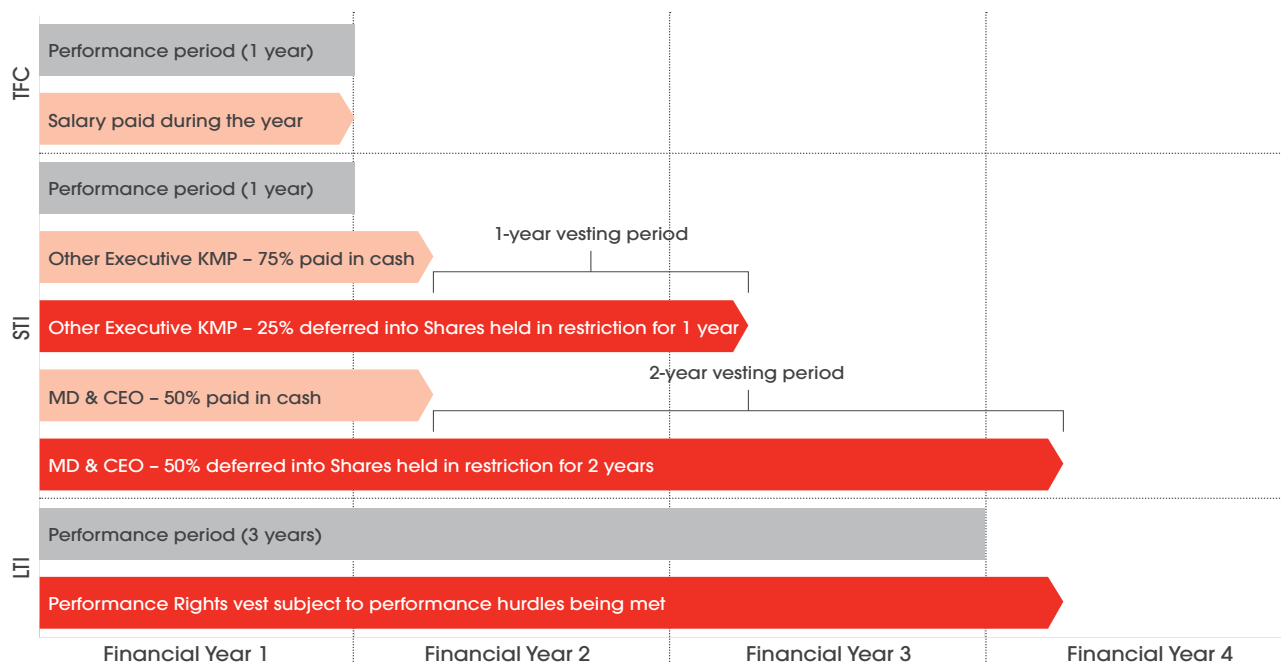 TFC
Performance period (1 year)
Salary paid during the year
STI
Performance period (1 year)
Other Executive KMP – 75% paid in cash
1-year vesting period
Other Executive KMP – 25% deferred into Shares held in restriction for 1 year
MD & CEO – 50% paid in cash
2-year vesting period
MD & CEO – 50% deferred into Shares held in restriction for 2 years
LTI
Performance period (3 years)
Performance Rights vest subject to performance hurdles being met
Financial Year 1
Financial Year 2
Financial Year 3
Financial Year 4